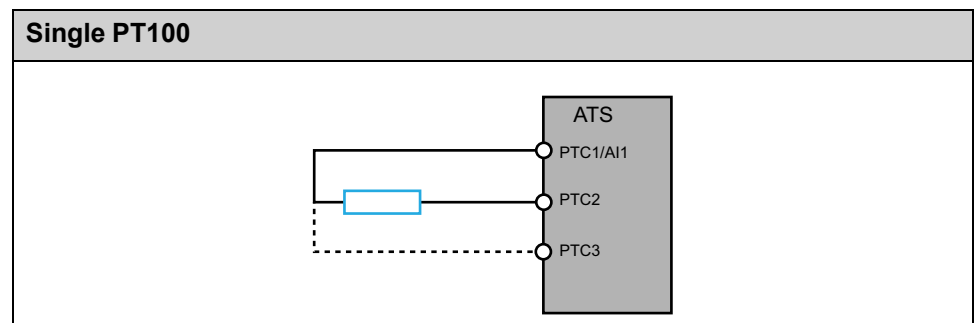 Single PT100
ATS
PTC1/AI1
PTC2
PTC3